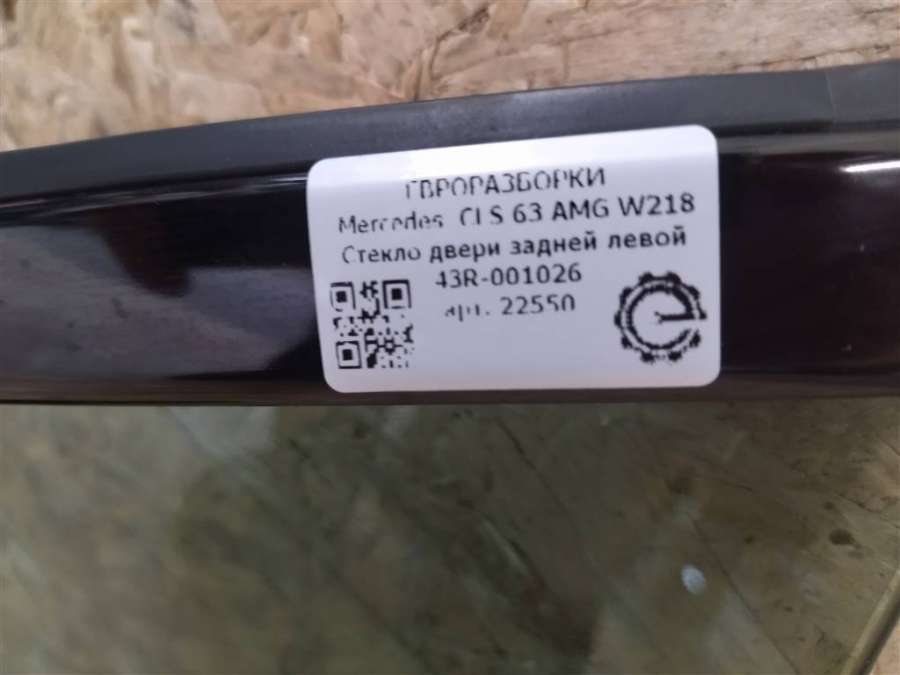 ЕВРОРАЗБОРКИ
Mercedes CLS 63 AMG W218
Стекло двери задней левой
43R-001026
арт. 22550